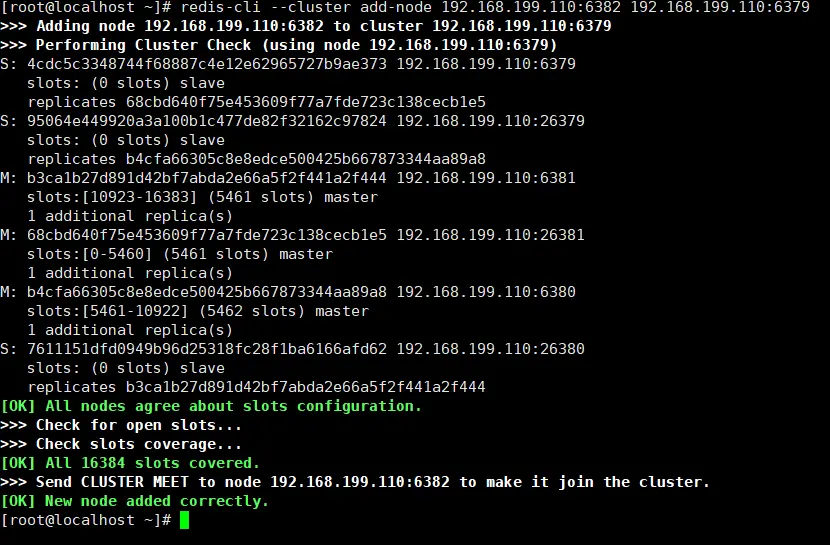 [root@localhost ~]# redis-cli --cluster add-node 192.168.199.110:6382 192.168.199.110:6379
>>> Adding node 192.168.199.110:6382 to cluster 192.168.199.110:6379
>>> Performing Cluster Check (using node 192.168.199.110:6379)
S: 4cdc5c3348744f68887c4e12e62965727b9ae373 192.168.199.110:6379
   slots: (0 slots) slave
   replicates 68cbd640f75e453609f77a7fde723c138cecb1e5
S: 95064e449920a3a100b1c477de82f32162c97824 192.168.199.110:26379
   slots: (0 slots) slave
   replicates b4cfa66305c8e8edce500425b667873344aa89a8
M: b3ca1b27d891d42bf7abda2e66a5f2f441a2f444 192.168.199.110:6381
   slots:[10923-16383] (5461 slots) master
   1 additional replica(s)
M: 68cbd640f75e453609f77a7fde723c138cecb1e5 192.168.199.110:26381
   slots:[0-5460] (5461 slots) master
   1 additional replica(s)
M: b4cfa66305c8e8edce500425b667873344aa89a8 192.168.199.110:6380
   slots:[5461-10922] (5462 slots) master
   1 additional replica(s)
S: 7611151dfd0949b96d25318fc28f1ba6166afd62 192.168.199.110:26380
   slots: (0 slots) slave
   replicates b3ca1b27d891d42bf7abda2e66a5f2f441a2f444
[OK] All nodes agree about slots configuration.
>>> Check for open slots...
>>> Check slots coverage...
[OK] All 16384 slots covered.
>>> Send CLUSTER MEET to node 192.168.199.110:6382 to make it join the cluster.
[OK] New node added correctly.
[root@localhost ~]#